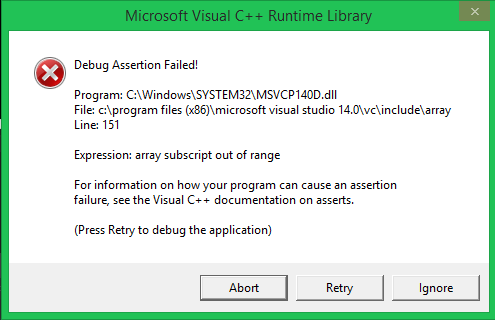 Microsoft Visual C++ Runtime Library
Debug Assertion Failed!
Program: C:\Windows\SYSTEM32\MSVCP140D.dll
File: c:\program files (x86)\microsoft visual studio 14.0\vc\include\array
Line: 151
Expression: array subscript out of range
For information on how your program can cause an assertion
failure, see the Visual C++ documentation on asserts.
(Press Retry to debug the application)
Abort Retry Ignore